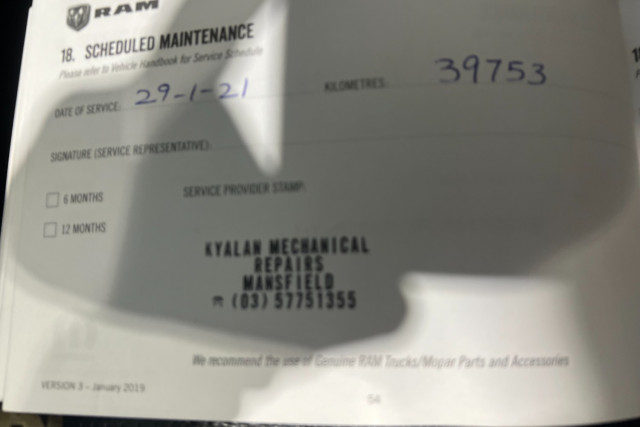 RAM
18. SCHEDULED MAINTENANCE
Please refer to Vehicle Handbook for Service Schedule
DATE OF SERVICE: 29-1-21 KILOMETRES: 39753
SIGNATURE (SERVICE REPRESENTATIVE):
6 MONTHS SERVICE PROVIDER STAMP:
12 MONTHS
KYALAN MECHANICAL
REPAIRS
MANSFIELD
(03) 57751355
We recommend the use of Genuine RAM Trucks/Mopar Parts and Accessories
VERSION 3 – January 2019
54